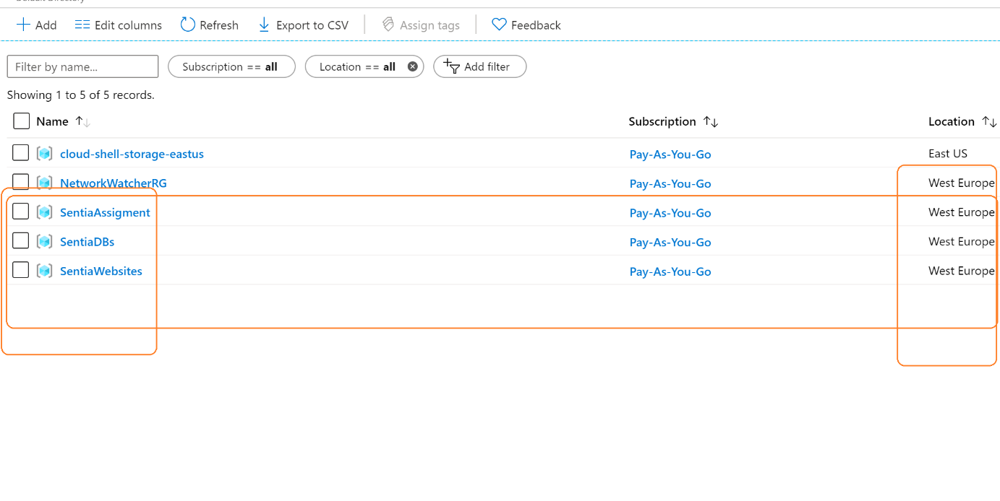 Default Directory
Add Edit columns Refresh Export to CSV Assign tags Feedback
Filter by name... Subscription == all Location == all Add filter
Showing 1 to 5 of 5 records.
Name Subscription Location
cloud-shell-storage-eastus Pay-As-You-Go East US
NetworkWatcherRG Pay-As-You-Go West Europe
SentiaAssigment Pay-As-You-Go West Europe
SentiaDBs Pay-As-You-Go West Europe
SentiaWebsites Pay-As-You-Go West Europe